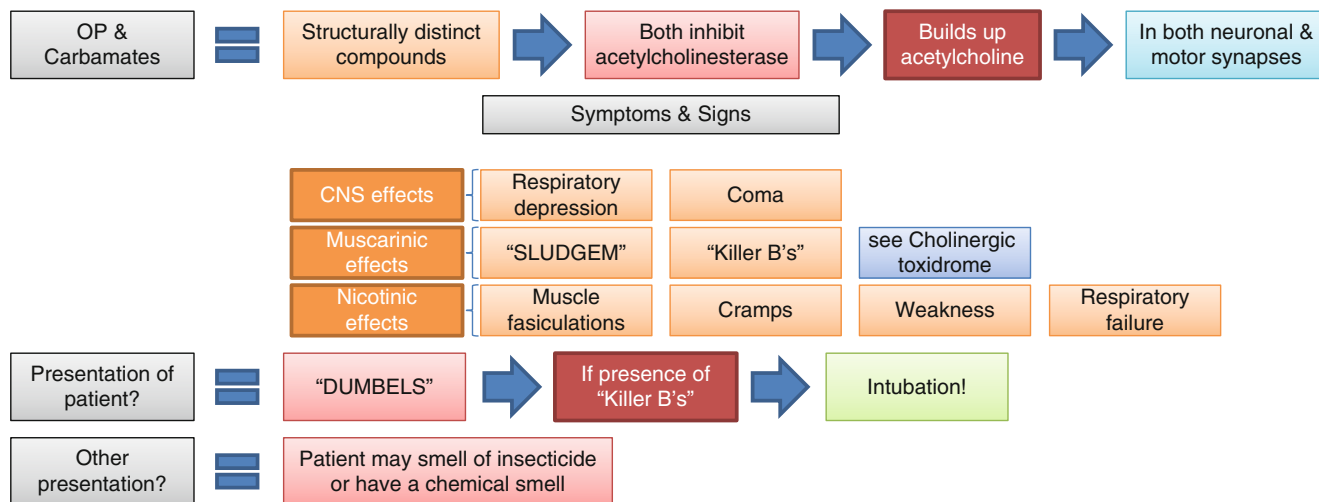 OP &
Carbamates
Structurally distinct
compounds
Both inhibit
acetylcholinesterase
Builds up
acetylcholine
In both neuronal &
motor synapses
Symptoms & Signs
CNS effects
Respiratory
depression
Coma
Muscarinic
effects
“SLUDGEM”
“Killer B’s”
see Cholinergic
toxidrome
Nicotinic
effects
Muscle
fasiculations
Cramps
Weakness
Respiratory
failure
Presentation of
patient?
“DUMBELS”
If presence of
“Killer B’s”
Intubation!
Other
presentation?
Patient may smell of insecticide
or have a chemical smell